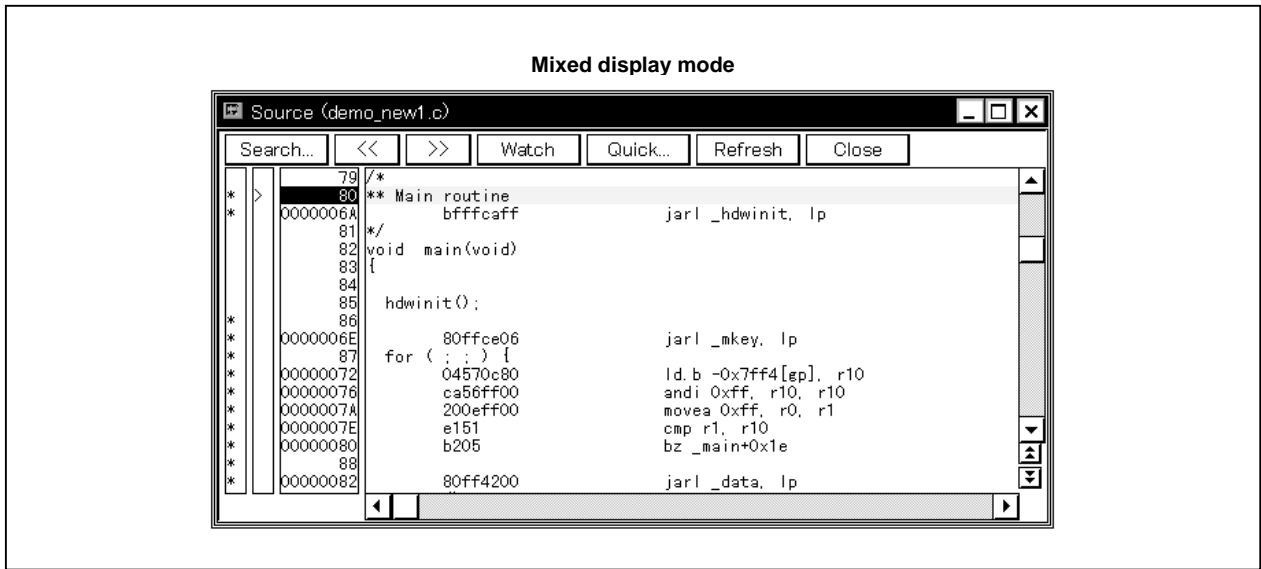 Mixed display mode
Source (demo_new1.c)
Search... << >> Watch Quick... Refresh Close
79 /*
* > 80 ** Main routine
* 0000006A bfffcaff jarl _hdwinit, lp
81 */
82 void main(void)
83 {
84
85 hdwinit();
* 86
* 0000006E 80ffce06 jarl _mkey, lp
* 87 for ( ; ; ) {
* 00000072 04570c80 ld.b -0x7ff4[gp], r10
* 00000076 ca56ff00 andi 0xff, r10, r10
* 0000007A 200eff00 movea 0xff, r0, r1
* 0000007E e151 cmp r1, r10
* 00000080 b205 bz _main+0x1e
* 88
* 00000082 80ff4200 jarl _data, lp